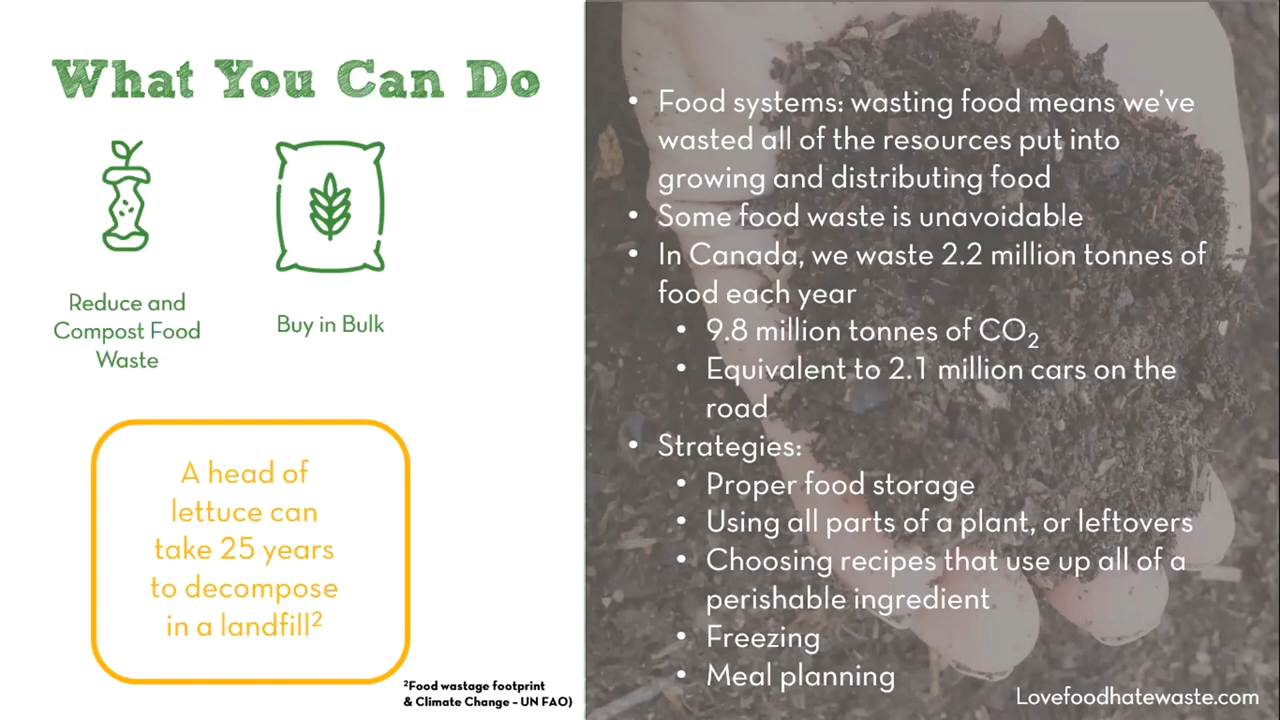 What You Can Do
Reduce and
Compost Food
Waste
Buy in Bulk
A head of
lettuce can
take 25 years
to decompose
in a landfill²
²Food wastage footprint
& Climate Change – UN FAO)
• Food systems: wasting food means we've
wasted all of the resources put into
growing and distributing food
• Some food waste is unavoidable
• In Canada, we waste 2.2 million tonnes of
food each year
• 9.8 million tonnes of CO₂
• Equivalent to 2.1 million cars on the
road
• Strategies:
• Proper food storage
• Using all parts of a plant, or leftovers
• Choosing recipes that use up all of a
perishable ingredient
• Freezing
• Meal planning
Lovefoodhatewaste.com